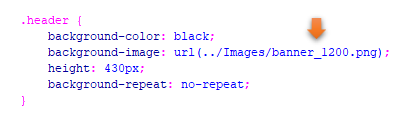 .header {
    background-color: black;
    background-image: url(../Images/banner_1200.png);
    height: 430px;
    background-repeat: no-repeat;
}